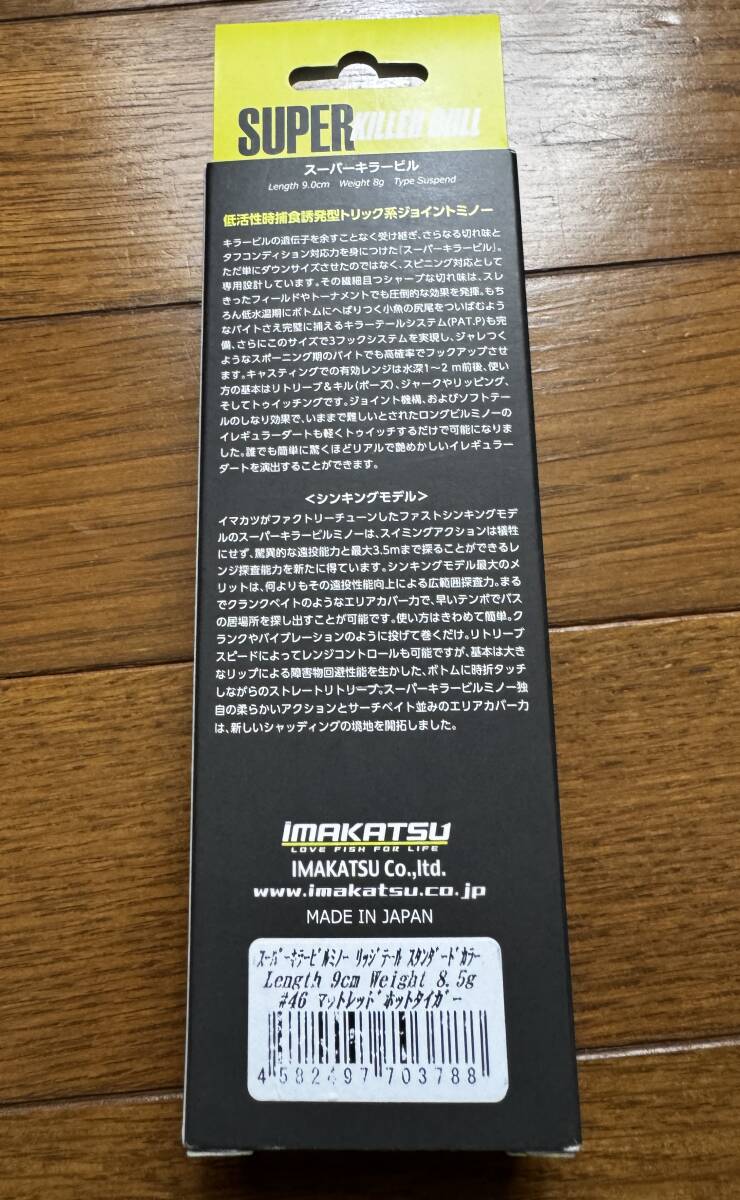 SUPER KILLER BILL
スーパーキラービル
Length 9.0cm Weight 8g Type Suspend
低活性時捕食誘発型トリック系ジョイントミノー
キラービルの遺伝子を余すことなく受け継ぎ、さらなる切れ味と
タフコンディション対応力を身につけた「スーパーキラービル」。
ただ単にダウンサイズさせたのではなく、スピニング対応として
専用設計しています。その繊細且つシャープな切れ味は、スレ
きったフィールドやトーナメントでも圧倒的な効果を発揮。もち
ろん低水温期にボトムにへばりつく小魚の尻尾をついばむよう
なバイトさえ完璧に捕えるキラーテールシステム(PAT.P)も完
備、さらにこのサイズで3フックシステムを実現し、ジャレつく
ようなスポーニング期のバイトでも高確率でフックアップさせ
ます。キャスティングでの有効レンジは水深1〜2 m前後、使い
方の基本はリトリーブ&キル(ポーズ)、ジャークやリッピング、
そしてトゥイッチングです。ジョイント機構、およびソフトテー
ルのしなり効果で、いままで難しいとされたロングビルミノーの
イレギュラーダートも軽くトゥイッチするだけで可能になりまし
た。誰でも簡単に驚くほどリアルで艶めかしいイレギュラー
ダートを演出することができます。
＜シンキングモデル＞
イマカツがファクトリーチューンしたファストシンキングモデ
ルのスーパーキラービルミノーは、スイミングアクションは犠牲
にせず、驚異的な遠投能力と最大3.5mまで探ることができるレ
ンジ探査能力を新たに得ています。シンキングモデル最大のメ
リットは、何よりもその遠投性能向上による広範囲探査力。まる
でクランクベイトのようなエリアカバー力で、早いテンポでバス
の居場所を探し出すことが可能です。使い方はきわめて簡単。ク
ランクやバイブレーションのように投げて巻くだけ。リトリーブ
スピードによってレンジコントロールも可能ですが、基本は大き
なリップによる障害物回避性能を生かした、ボトムに時折タッチ
しながらのストレートリトリーブ。スーパーキラービルミノー独
自の柔らかいアクションとサーチベイト並みのエリアカバー力
は、新しいシャッディングの境地を開拓しました。
iMAKATSU
LOVE FISH FOR LIFE
IMAKATSU Co.,ltd.
www.imakatsu.co.jp
MADE IN JAPAN
ｽｰﾊﾟｰｷﾗｰﾋﾞﾙﾐﾉｰ ﾘｯｼﾞﾃｰﾙ ｽﾀﾝﾀﾞｰﾄﾞｶﾗｰ
Length 9cm Weight 8.5g
#46 ﾏｯﾄﾚｯﾄﾞﾎｯﾄﾀｲｶﾞｰ
4582497703788